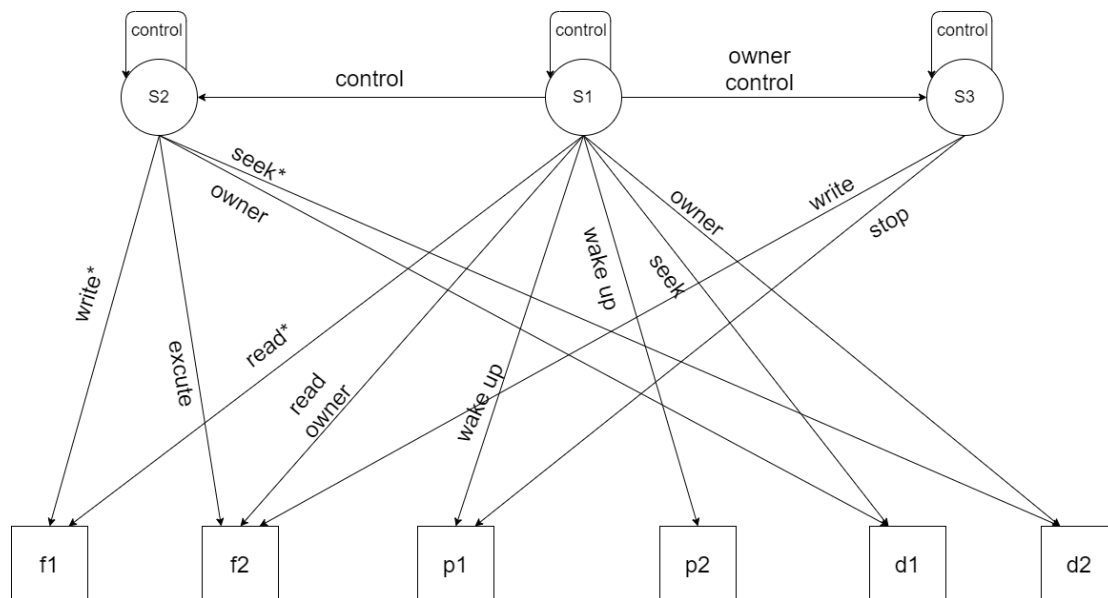 control
control
control
control
owner
control
S2
S1
S3
seek*
owner
owner
write
stop
wake up
seek
write*
read*
excute
read
owner
wake up
f1
f2
p1
p2
d1
d2